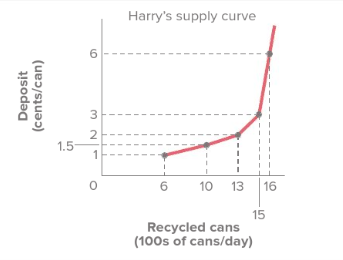 Harry's supply curve
Deposit
(cents/can)
6
3
2
1.5
1
0
6 10 13 16
15
Recycled cans
(100s of cans/day)